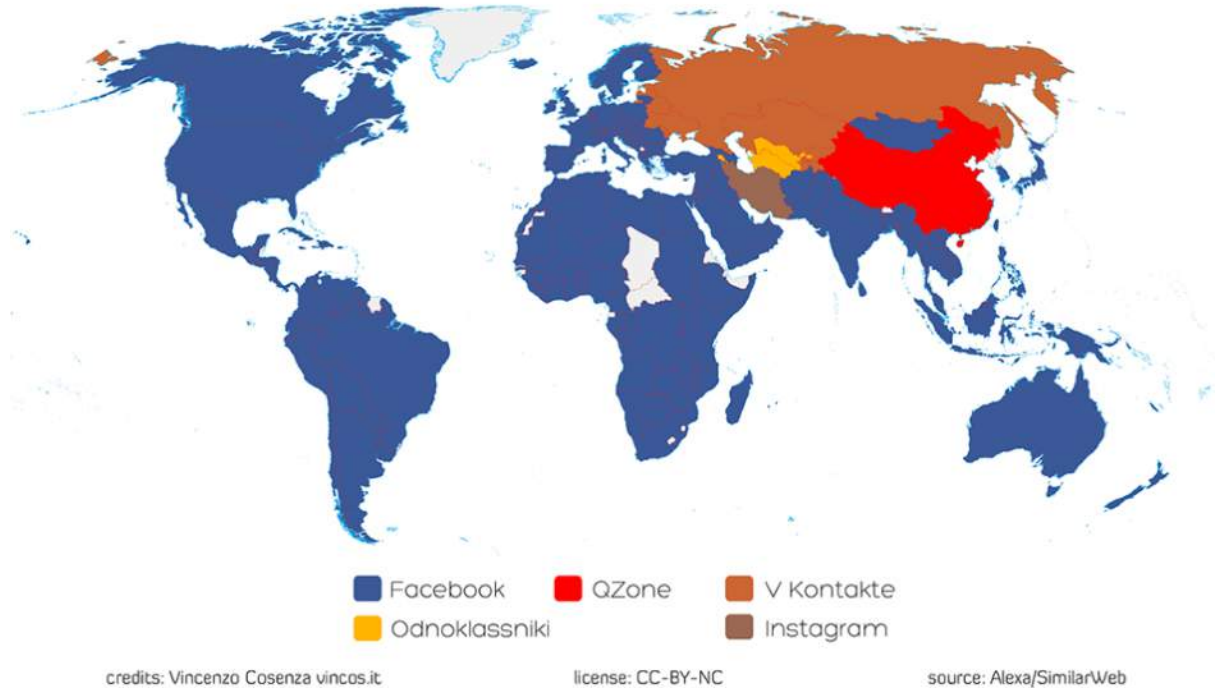 Facebook QZone V Kontakte
Odnoklassniki Instagram
credits: Vincenzo Cosenza vincos.it license: CC-BY-NC source: Alexa/SimilarWeb